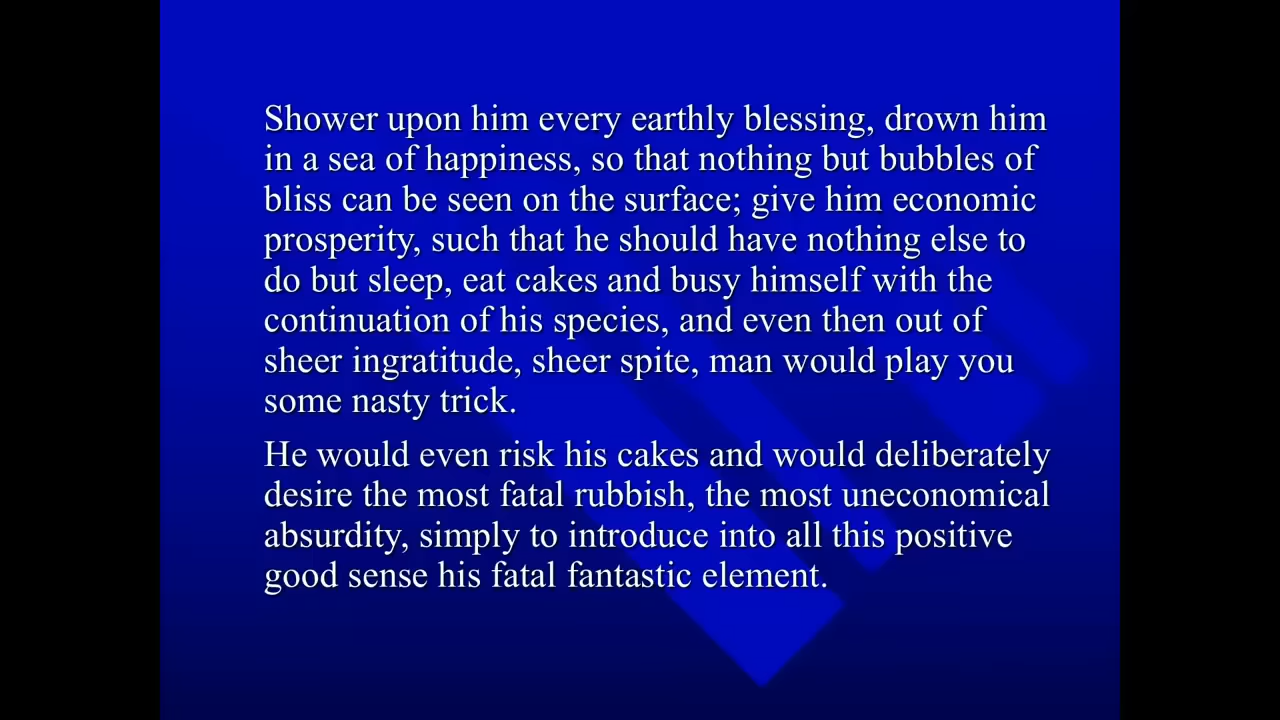 Shower upon him every earthly blessing, drown him
in a sea of happiness, so that nothing but bubbles of
bliss can be seen on the surface; give him economic
prosperity, such that he should have nothing else to
do but sleep, eat cakes and busy himself with the
continuation of his species, and even then out of
sheer ingratitude, sheer spite, man would play you
some nasty trick.
He would even risk his cakes and would deliberately
desire the most fatal rubbish, the most uneconomical
absurdity, simply to introduce into all this positive
good sense his fatal fantastic element.